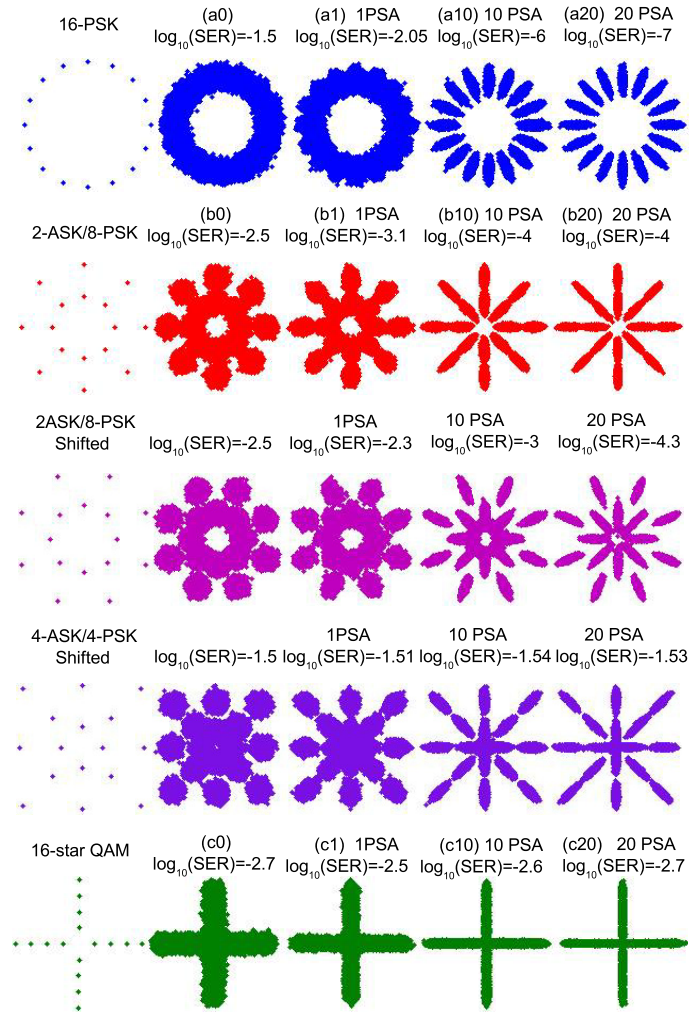 16-PSK
(a0)
log10(SER)=-1.5
(a1) 1PSA
log10(SER)=-2.05
(a10) 10 PSA
log10(SER)=-6
(a20) 20 PSA
log10(SER)=-7
2-ASK/8-PSK
(b0)
log10(SER)=-2.5
(b1) 1PSA
log10(SER)=-3.1
(b10) 10 PSA
log10(SER)=-4
(b20) 20 PSA
log10(SER)=-4
2ASK/8-PSK
Shifted
log10(SER)=-2.5
1PSA
log10(SER)=-2.3
10 PSA
log10(SER)=-3
20 PSA
log10(SER)=-4.3
4-ASK/4-PSK
Shifted
log10(SER)=-1.5
1PSA
log10(SER)=-1.51
10 PSA
log10(SER)=-1.54
20 PSA
log10(SER)=-1.53
16-star QAM
(c0)
log10(SER)=-2.7
(c1) 1PSA
log10(SER)=-2.5
(c10) 10 PSA
log10(SER)=-2.6
(c20) 20 PSA
log10(SER)=-2.7